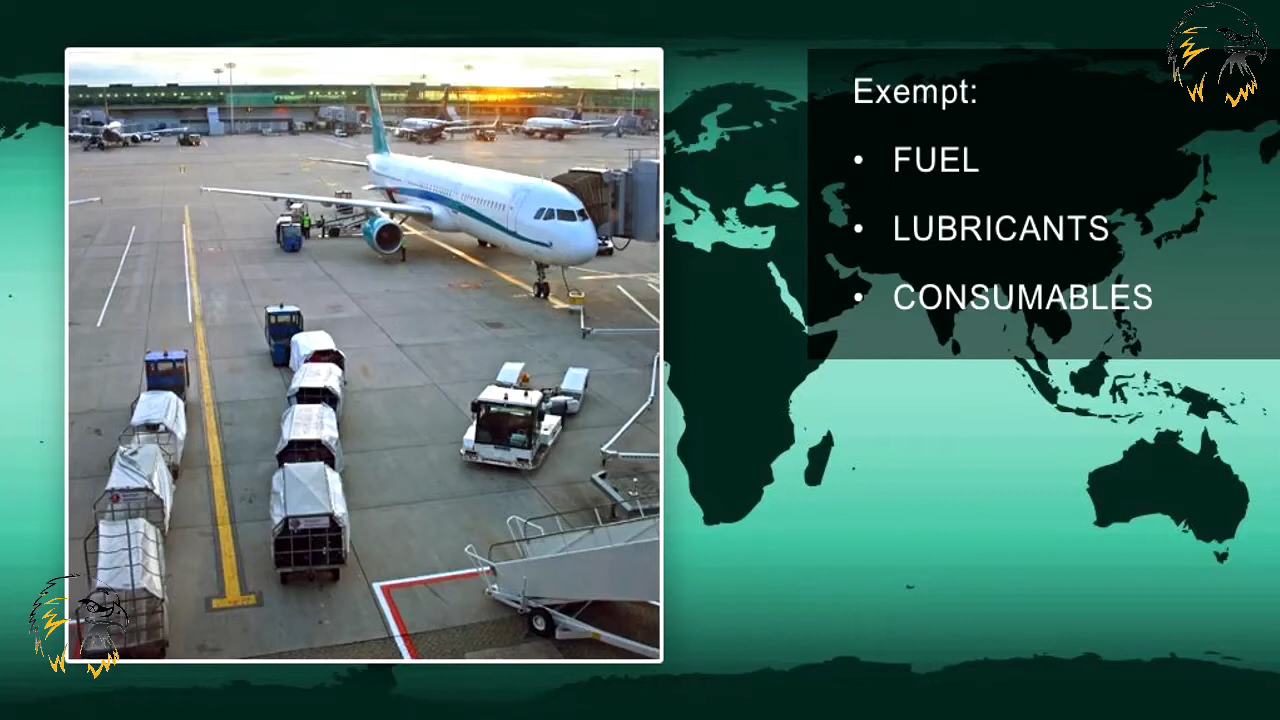 Exempt:
• FUEL
• LUBRICANTS
• CONSUMABLES